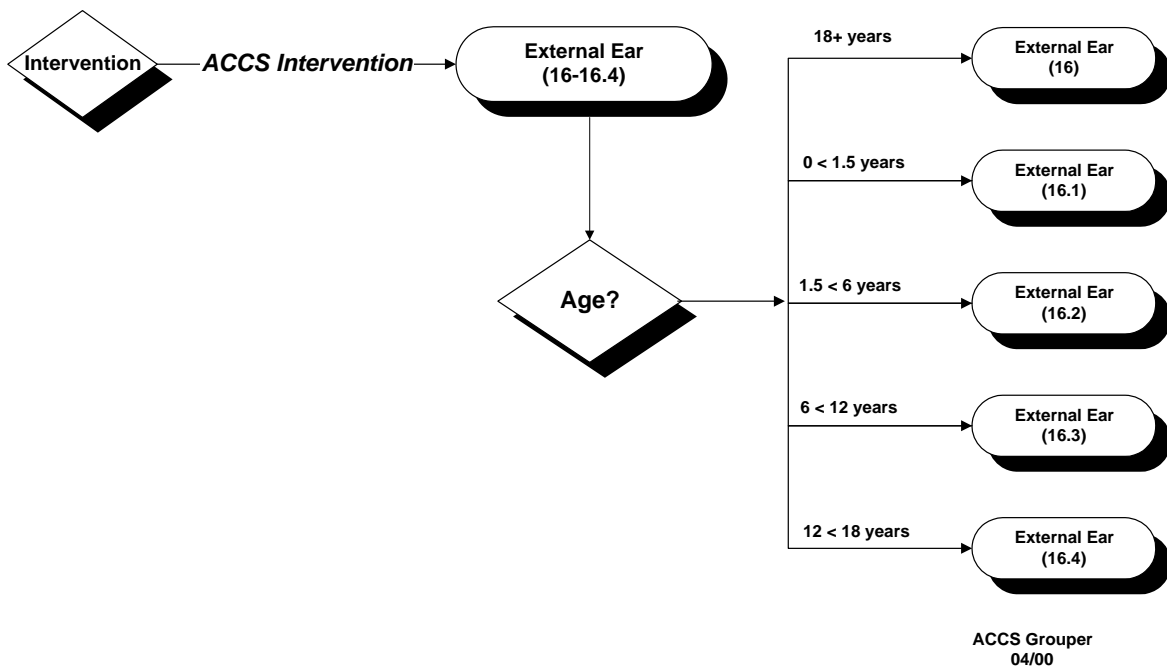 Intervention
ACCS Intervention
External Ear
(16-16.4)
Age?
18+ years
External Ear
(16)
0 < 1.5 years
External Ear
(16.1)
1.5 < 6 years
External Ear
(16.2)
6 < 12 years
External Ear
(16.3)
12 < 18 years
External Ear
(16.4)
ACCS Grouper
04/00